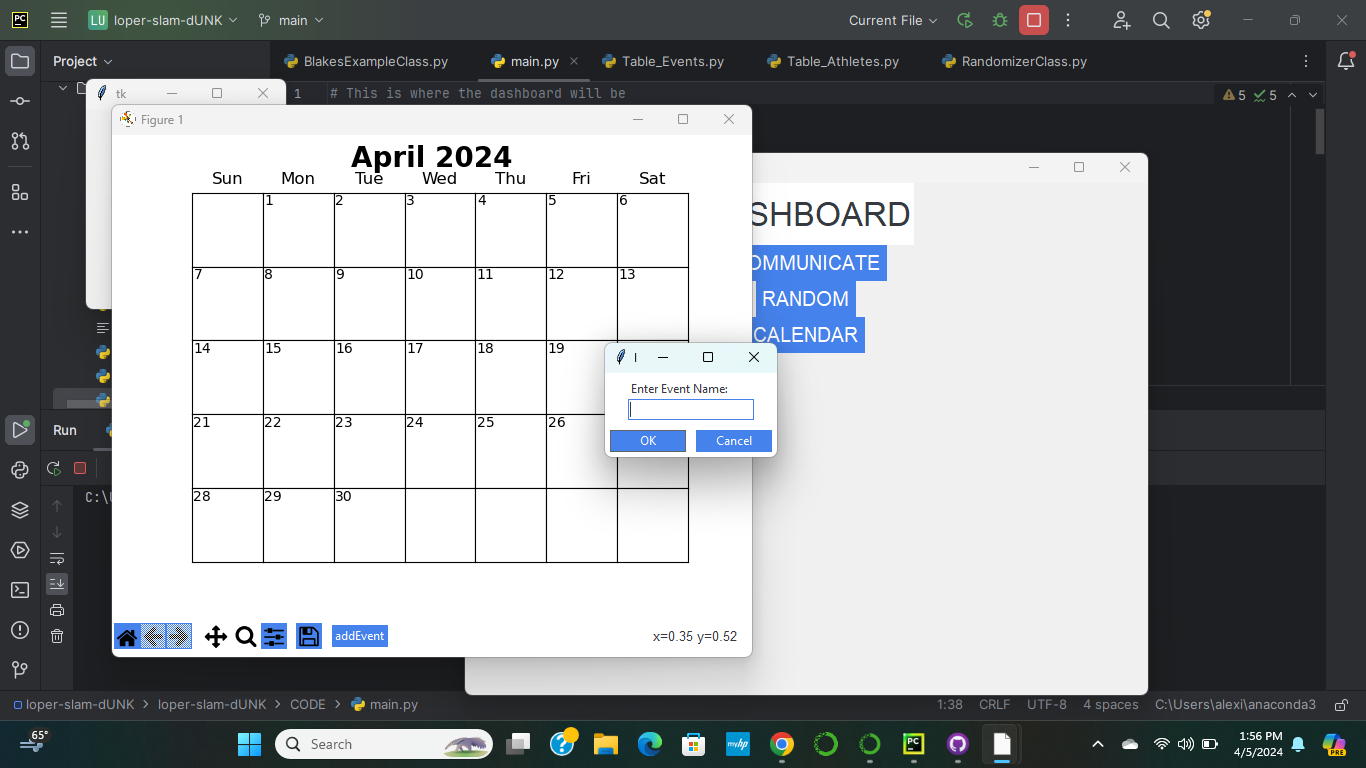 PC LU loper-slam-dUNK main Current File
Project BlakesExampleClass.py main.py Table_Events.py Table_Athletes.py RandomizerClass.py
tk 1 # This is where the dashboard will be 5 5
Figure 1
April 2024
Sun Mon Tue Wed Thu Fri Sat
1 2 3 4 5 6
7 8 9 10 11 12 13
14 15 16 17 18 19
21 22 23 24 25 26
28 29 30
SHBOARD
OMMUNICATE
RANDOM
CALENDAR
Enter Event Name:
OK Cancel
Run
C:\
addEvent x=0.35 y=0.52
loper-slam-dUNK loper-slam-dUNK CODE main.py 1:38 CRLF UTF-8 4 spaces C:\Users\alexi\anaconda3
65° Search myhp PC PRE 1:56 PM
4/5/2024